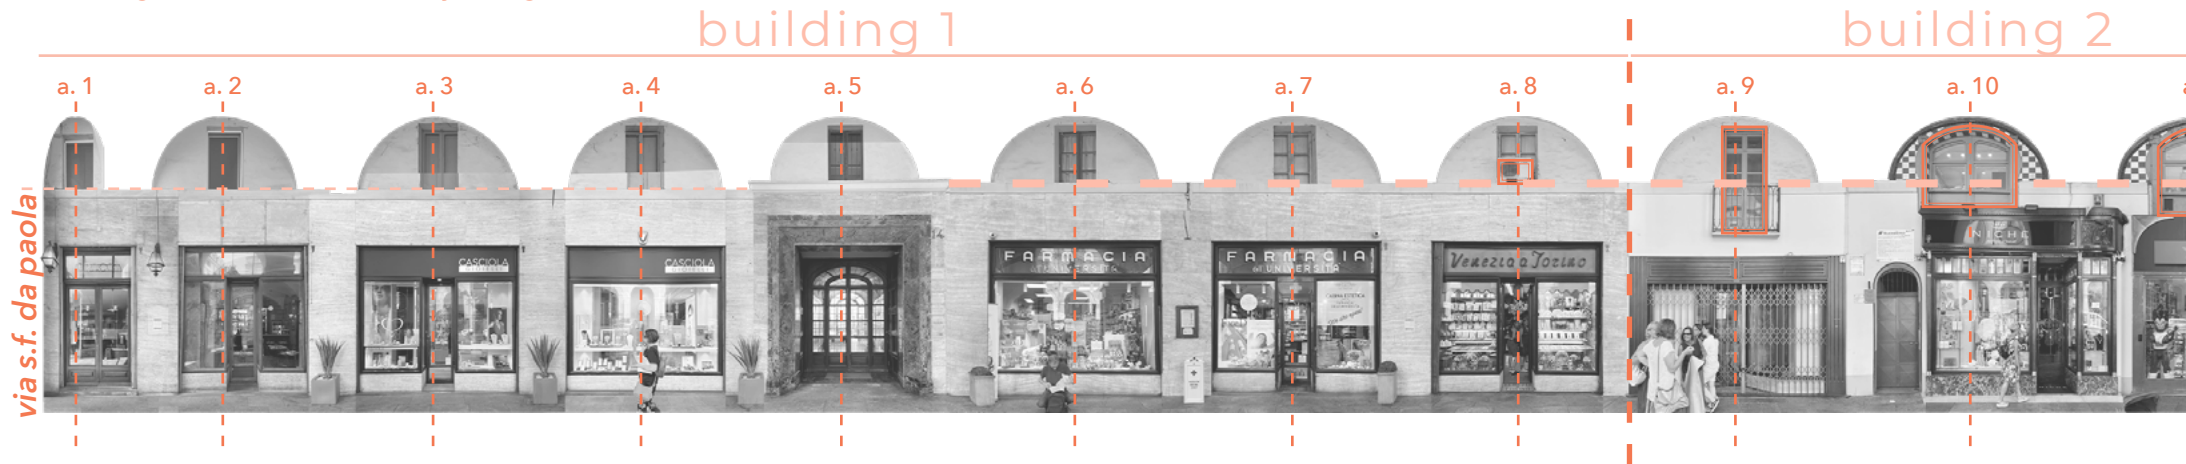 building 1
building 2
a. 1
a. 2
a. 3
a. 4
a. 5
a. 6
a. 7
a. 8
a. 9
a. 10
via s.f. da paola
CASCIOLA
CASCIOLA
FARMACIA
UNIVERSITÀ
FARMACIA
UNIVERSITÀ
Venezia a Torino
NICHE